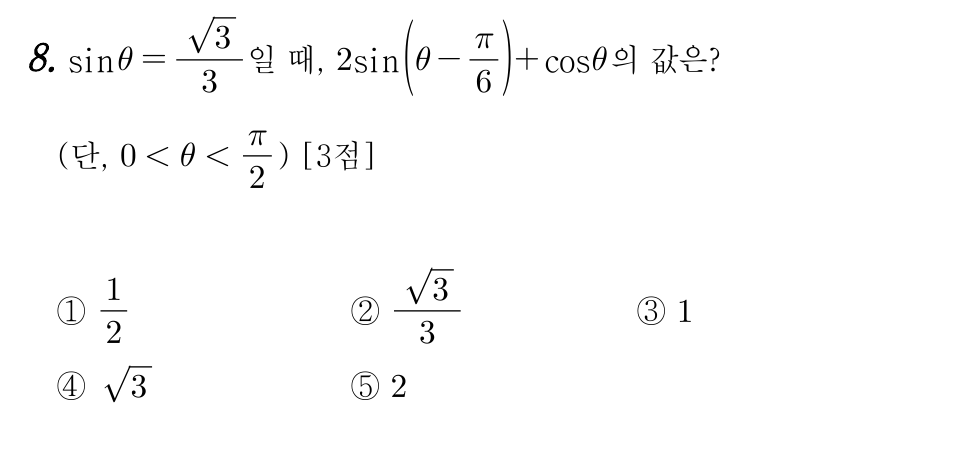 8. sinθ = √3/3 일 때, 2sin(θ − π/6) + cosθ의 값은?
(단, 0 < θ < π/2) [3점]
① 1/2 ② √3/3 ③ 1
④ √3 ⑤ 2